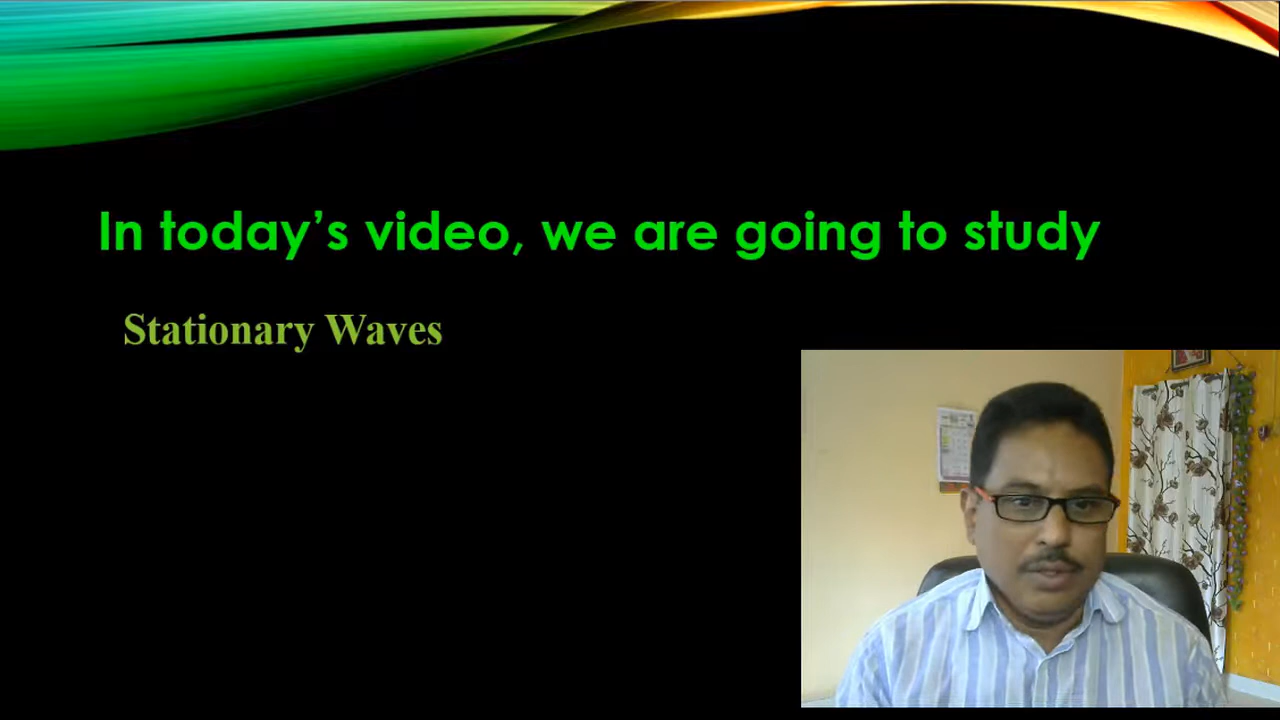 In today’s video, we are going to study
Stationary Waves